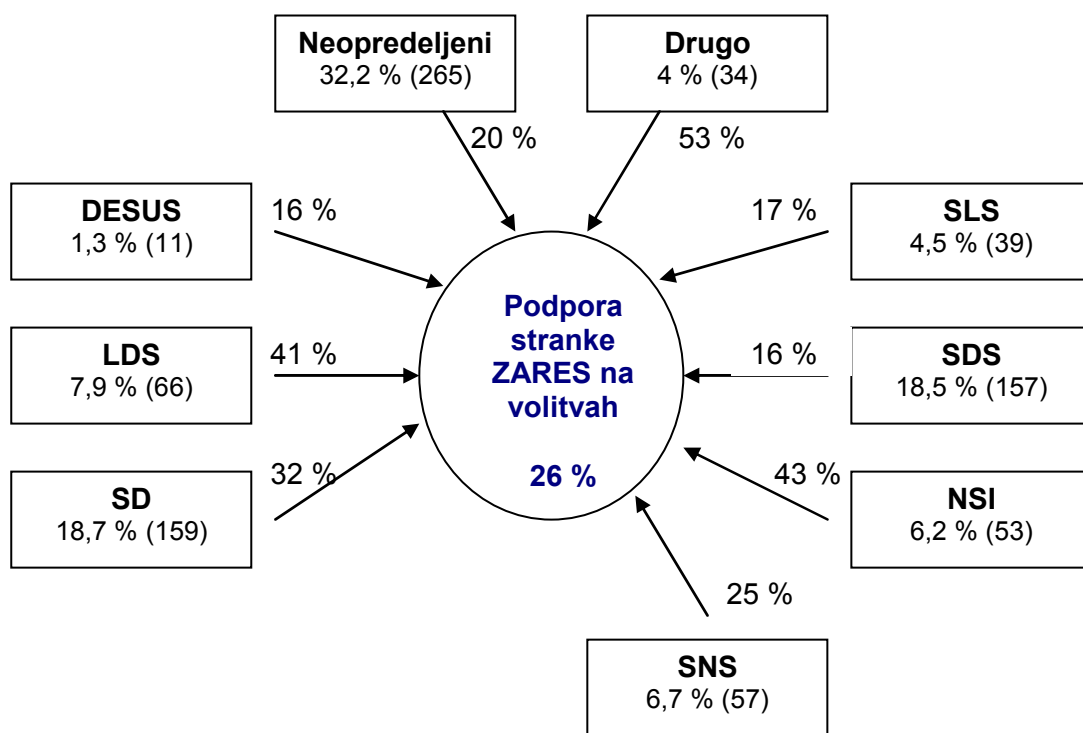 Neopredeljeni
32,2 % (265)
Drugo
4 % (34)
20 %
53 %
DESUS
1,3 % (11)
16 %
17 %
SLS
4,5 % (39)
Podpora
stranke
ZARES na
volitvah
26 %
LDS
7,9 % (66)
41 %
16 %
SDS
18,5 % (157)
SD
18,7 % (159)
32 %
43 %
NSI
6,2 % (53)
25 %
SNS
6,7 % (57)